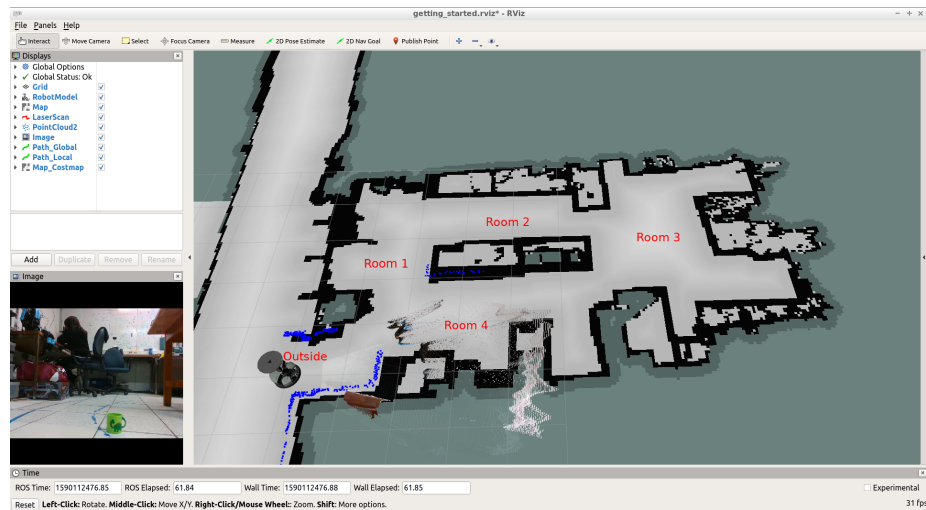 getting_started.rviz* - RViz
File Panels Help
Interact Move Camera Select Focus Camera Measure 2D Pose Estimate 2D Nav Goal Publish Point
Displays
Global Options
Global Status: Ok
Grid
RobotModel
Map
LaserScan
PointCloud2
Image
Path_Global
Path_Local
Map_Costmap
Add Duplicate Remove Rename
Image
Room 2
Room 3
Room 1
Room 4
Outside
Time
ROS Time: 1590112476.85 ROS Elapsed: 61.84 Wall Time: 1590112476.88 Wall Elapsed: 61.85 Experimental
Reset Left-Click: Rotate. Middle-Click: Move X/Y. Right-Click/Mouse Wheel:: Zoom. Shift: More options. 31 fps